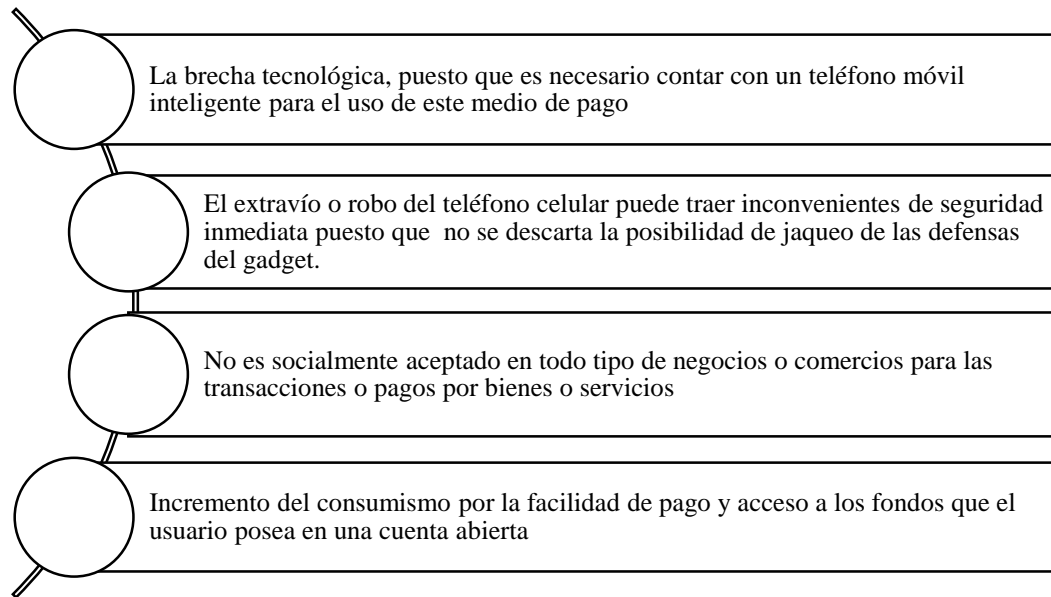 La brecha tecnológica, puesto que es necesario contar con un teléfono móvil
inteligente para el uso de este medio de pago
El extravío o robo del teléfono celular puede traer inconvenientes de seguridad
inmediata puesto que  no se descarta la posibilidad de jaqueo de las defensas
del gadget.
No es socialmente aceptado en todo tipo de negocios o comercios para las
transacciones o pagos por bienes o servicios
Incremento del consumismo por la facilidad de pago y acceso a los fondos que el
usuario posea en una cuenta abierta